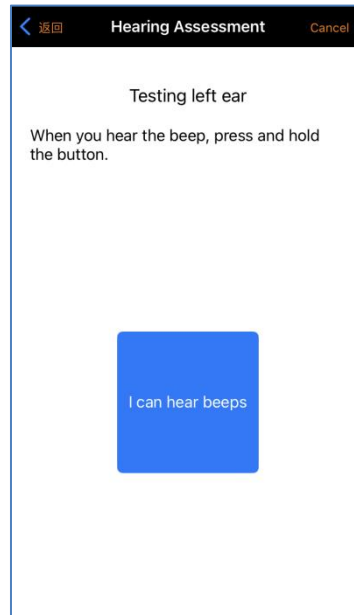 返回 Hearing Assessment Cancel
Testing left ear
When you hear the beep, press and hold
the button.
I can hear beeps